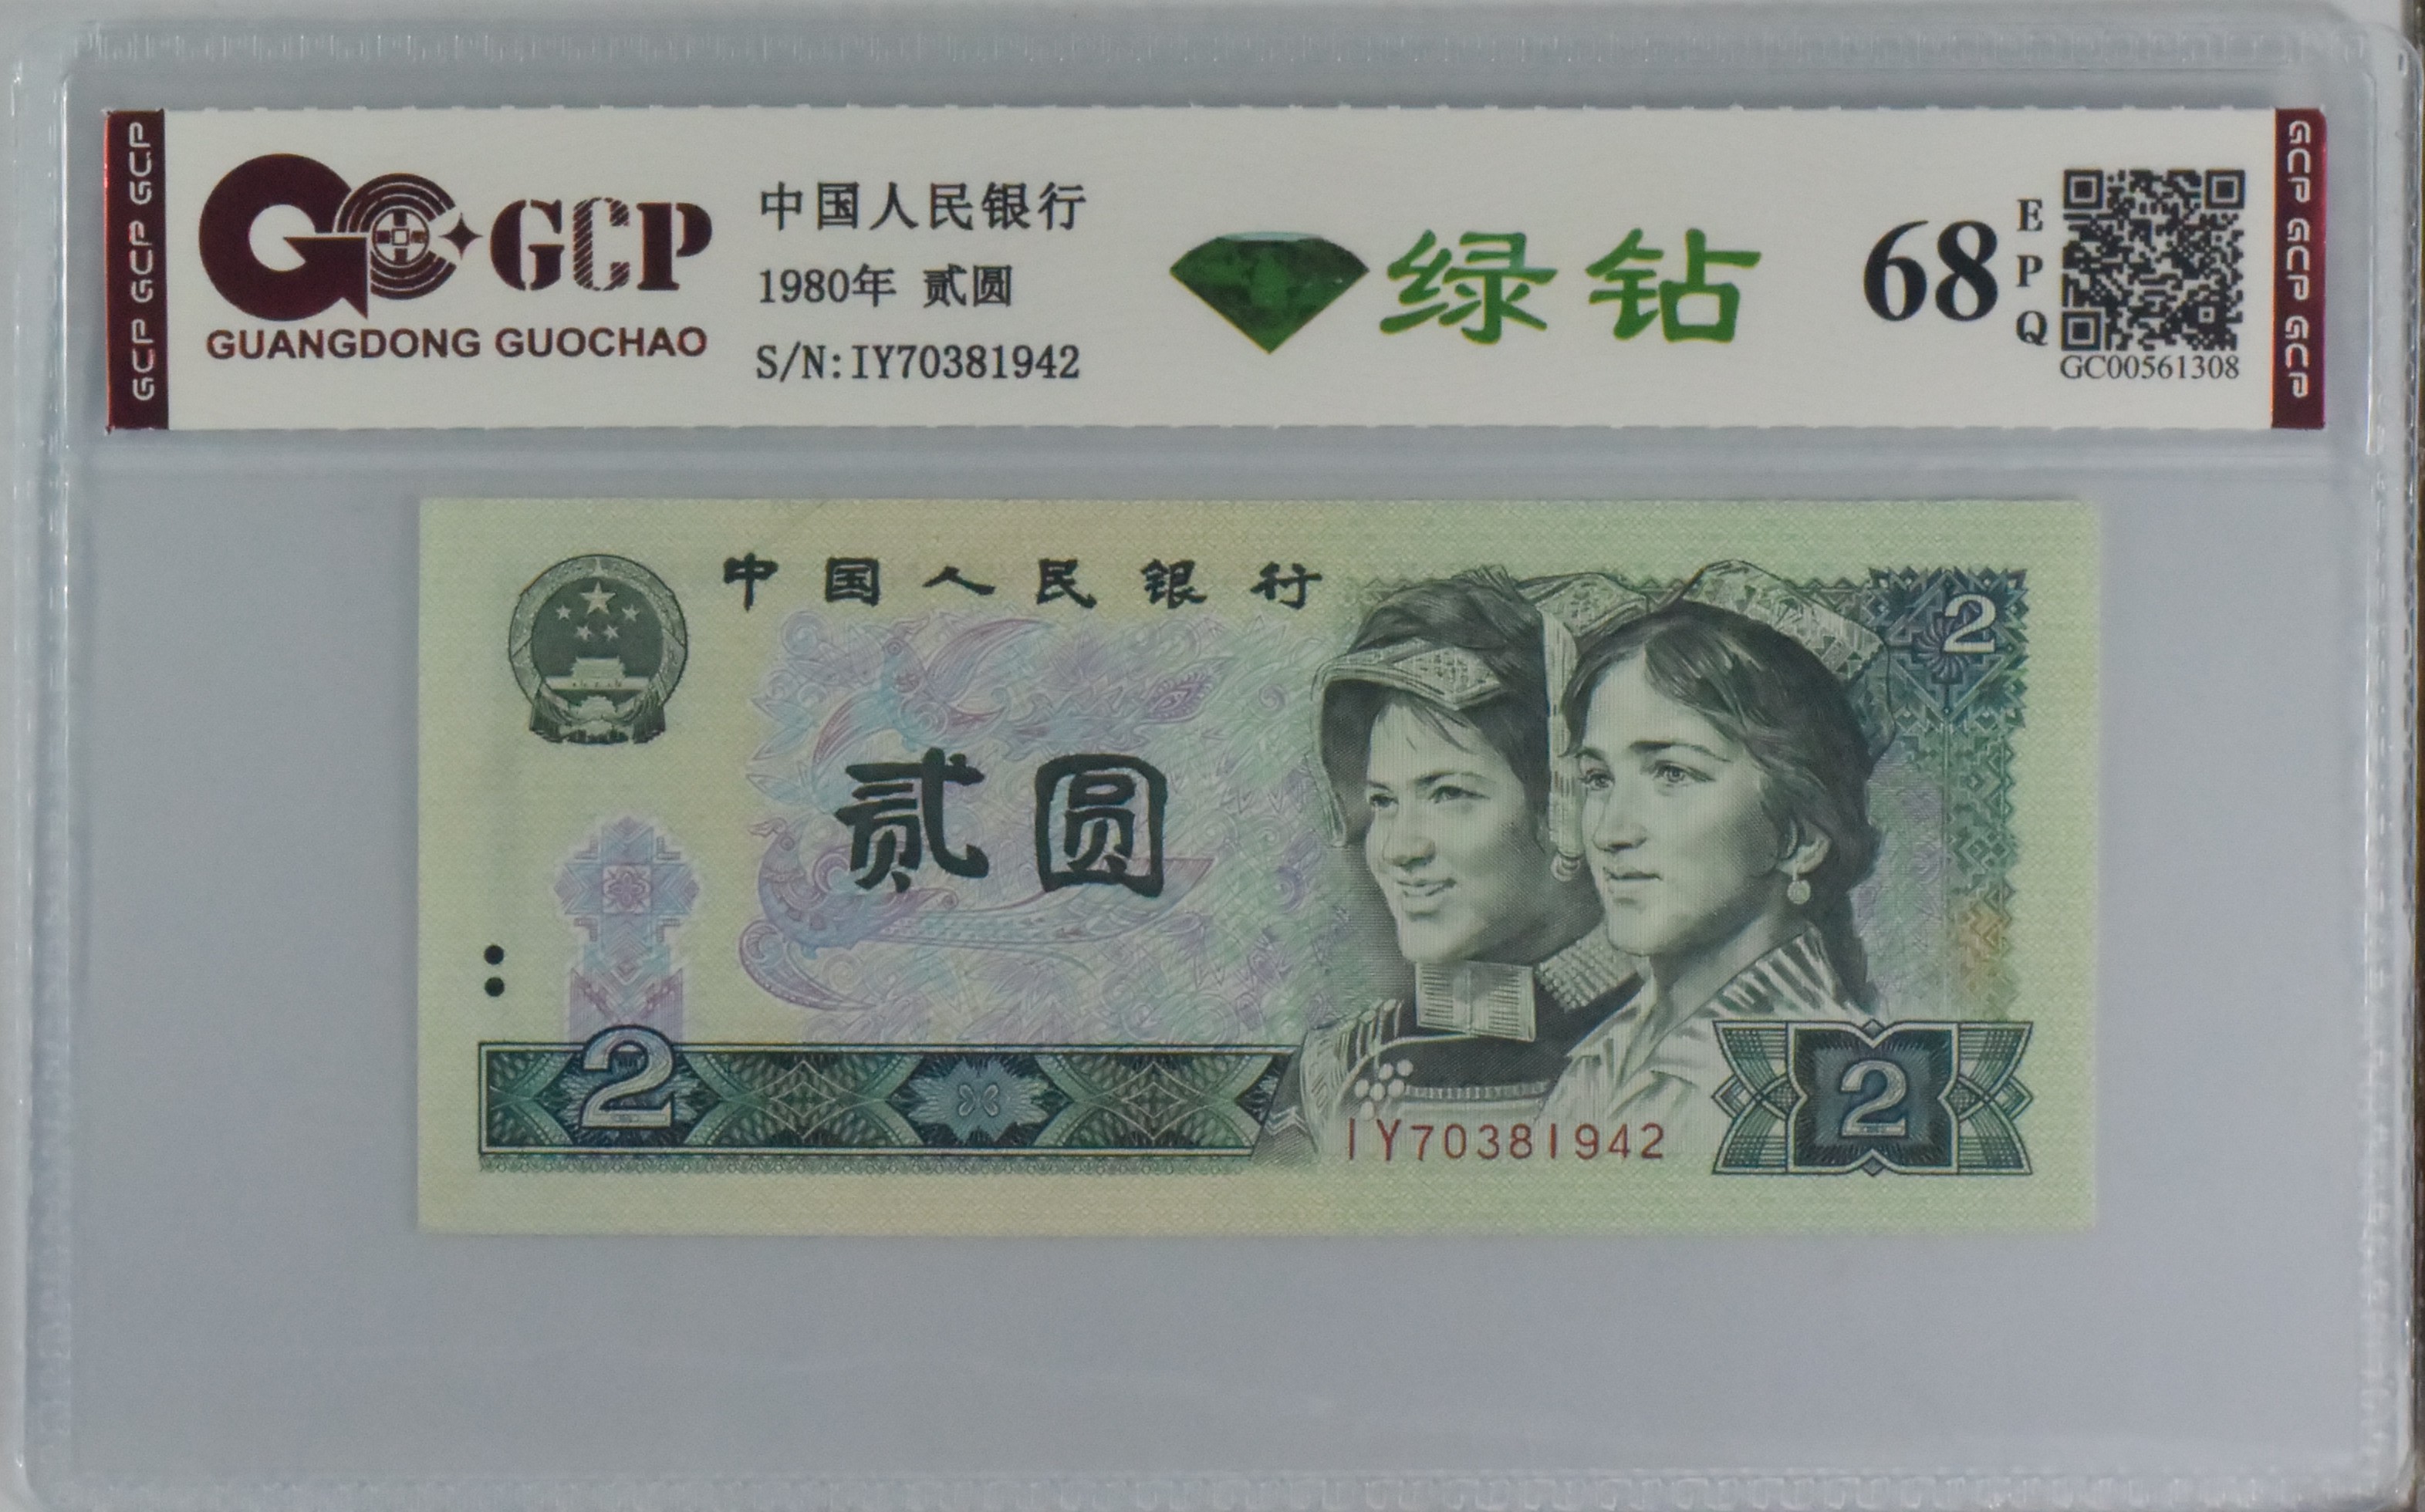 GCP GCP GCP
GCP
GUANGDONG GUOCHAO
中国人民银行
1980年 贰圆
S/N:IY70381942
绿钻
68
EPQ
GC00561308
GCP GCP GCP
中国人民银行
2
贰圆
2
2
IY70381942